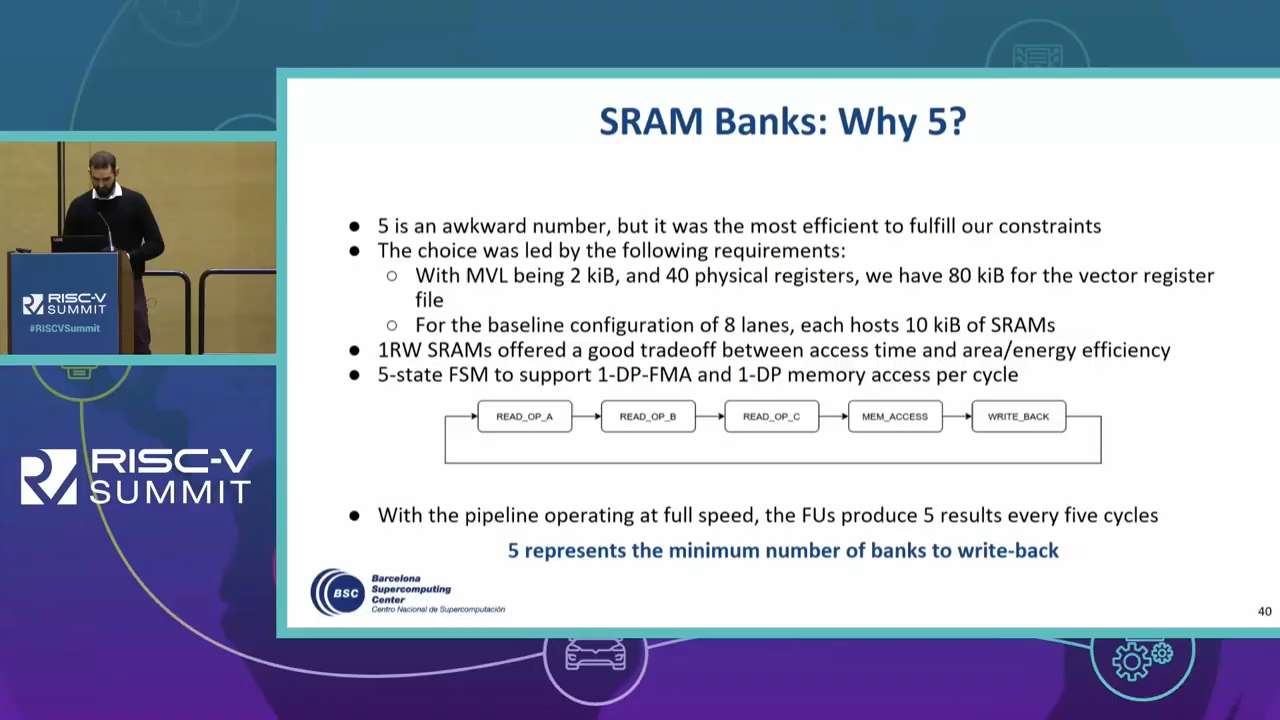 SRAM Banks: Why 5?
● 5 is an awkward number, but it was the most efficient to fulfill our constraints
● The choice was led by the following requirements:
○ With MVL being 2 kiB, and 40 physical registers, we have 80 kiB for the vector register
file
○ For the baseline configuration of 8 lanes, each hosts 10 kiB of SRAMs
● 1RW SRAMs offered a good tradeoff between access time and area/energy efficiency
● 5-state FSM to support 1-DP-FMA and 1-DP memory access per cycle
READ_OP_A READ_OP_B READ_OP_C MEM_ACCESS WRITE_BACK
● With the pipeline operating at full speed, the FUs produce 5 results every five cycles
5 represents the minimum number of banks to write-back
BSC
Barcelona
Supercomputing
Center
Centro Nacional de Supercomputación
40
RISC-V
SUMMIT
#RISCVSummit
RISC-V
SUMMIT